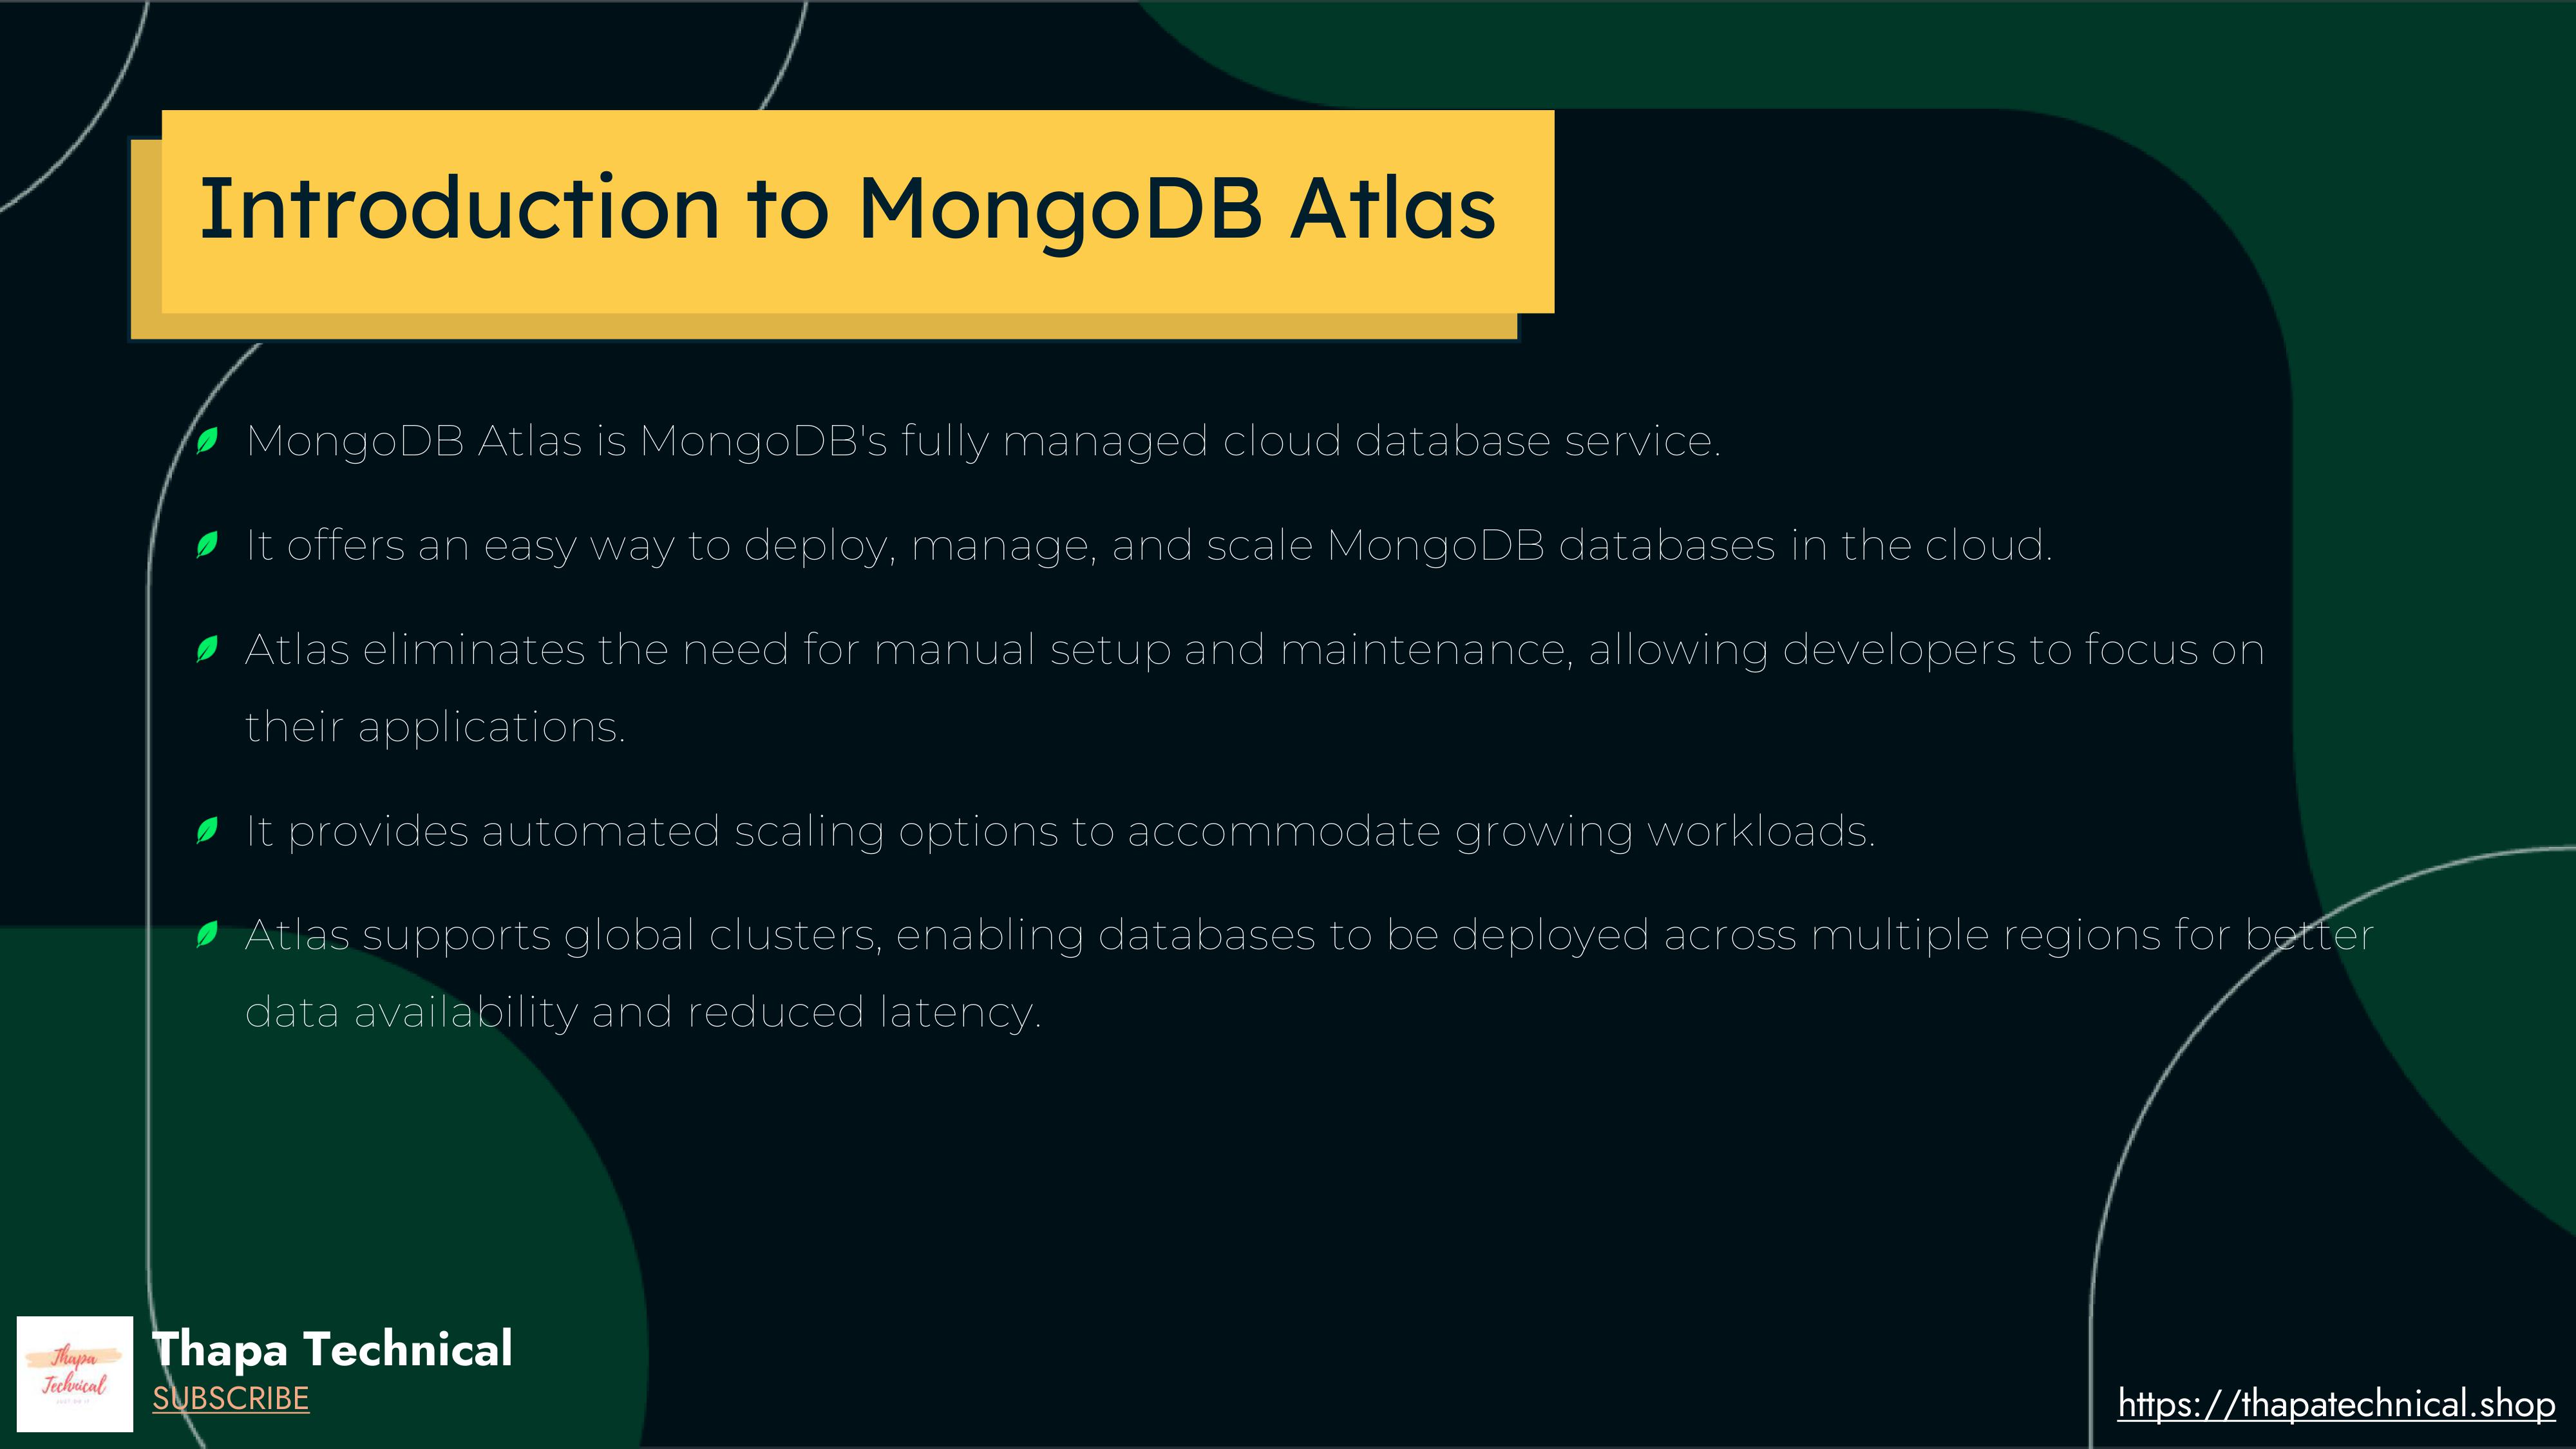 Introduction to MongoDB Atlas
MongoDB Atlas is MongoDB's fully managed cloud database service.
It offers an easy way to deploy, manage, and scale MongoDB databases in the cloud.
Atlas eliminates the need for manual setup and maintenance, allowing developers to focus on
their applications.
It provides automated scaling options to accommodate growing workloads.
Atlas supports global clusters, enabling databases to be deployed across multiple regions for better
data availability and reduced latency.
Thapa
Technical
Thapa Technical
SUBSCRIBE
https://thapatechnical.shop